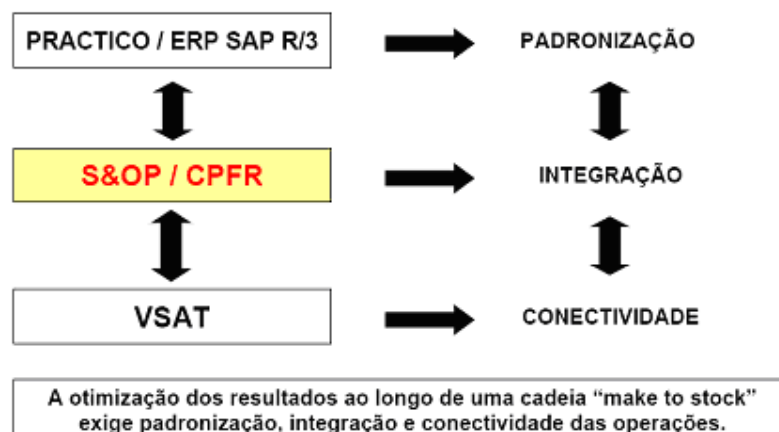 PRACTICO / ERP SAP R/3
PADRONIZAÇÃO
S&OP / CPFR
INTEGRAÇÃO
VSAT
CONECTIVIDADE
A otimização dos resultados ao longo de uma cadeia “make to stock”
exige padronização, integração e conectividade das operações.